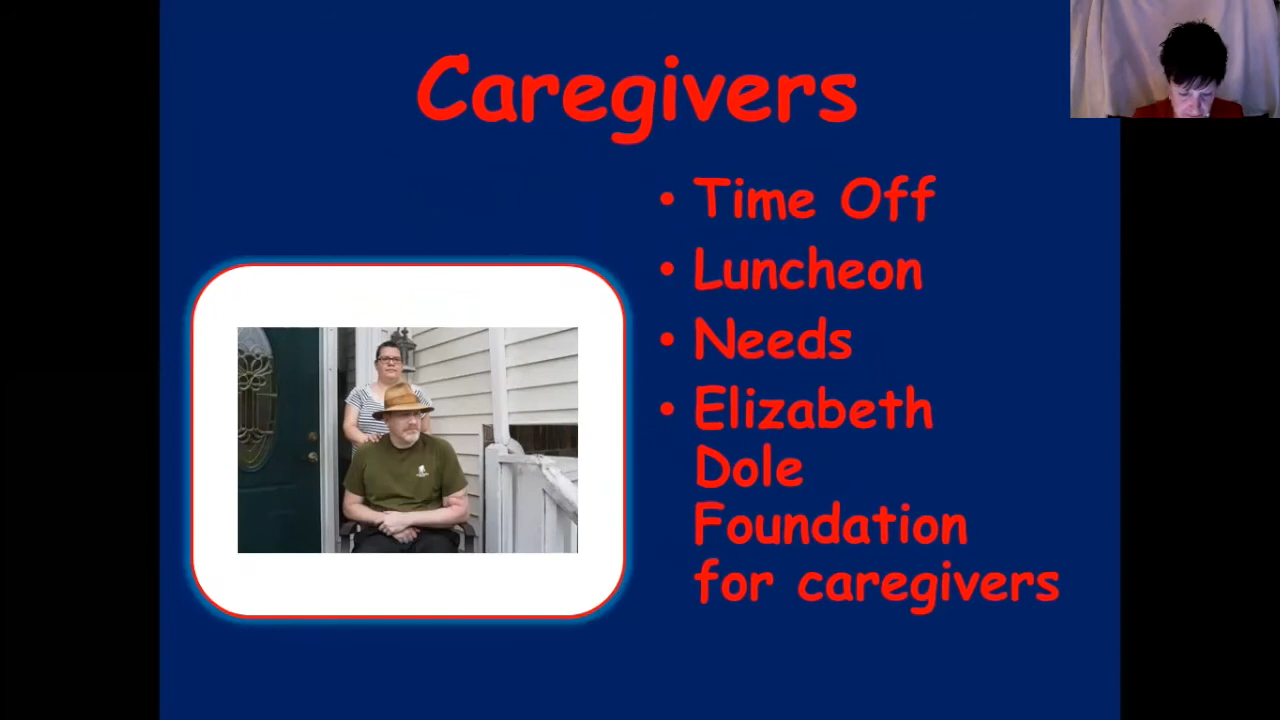 Caregivers
• Time Off
• Luncheon
• Needs
• Elizabeth
Dole
Foundation
for caregivers